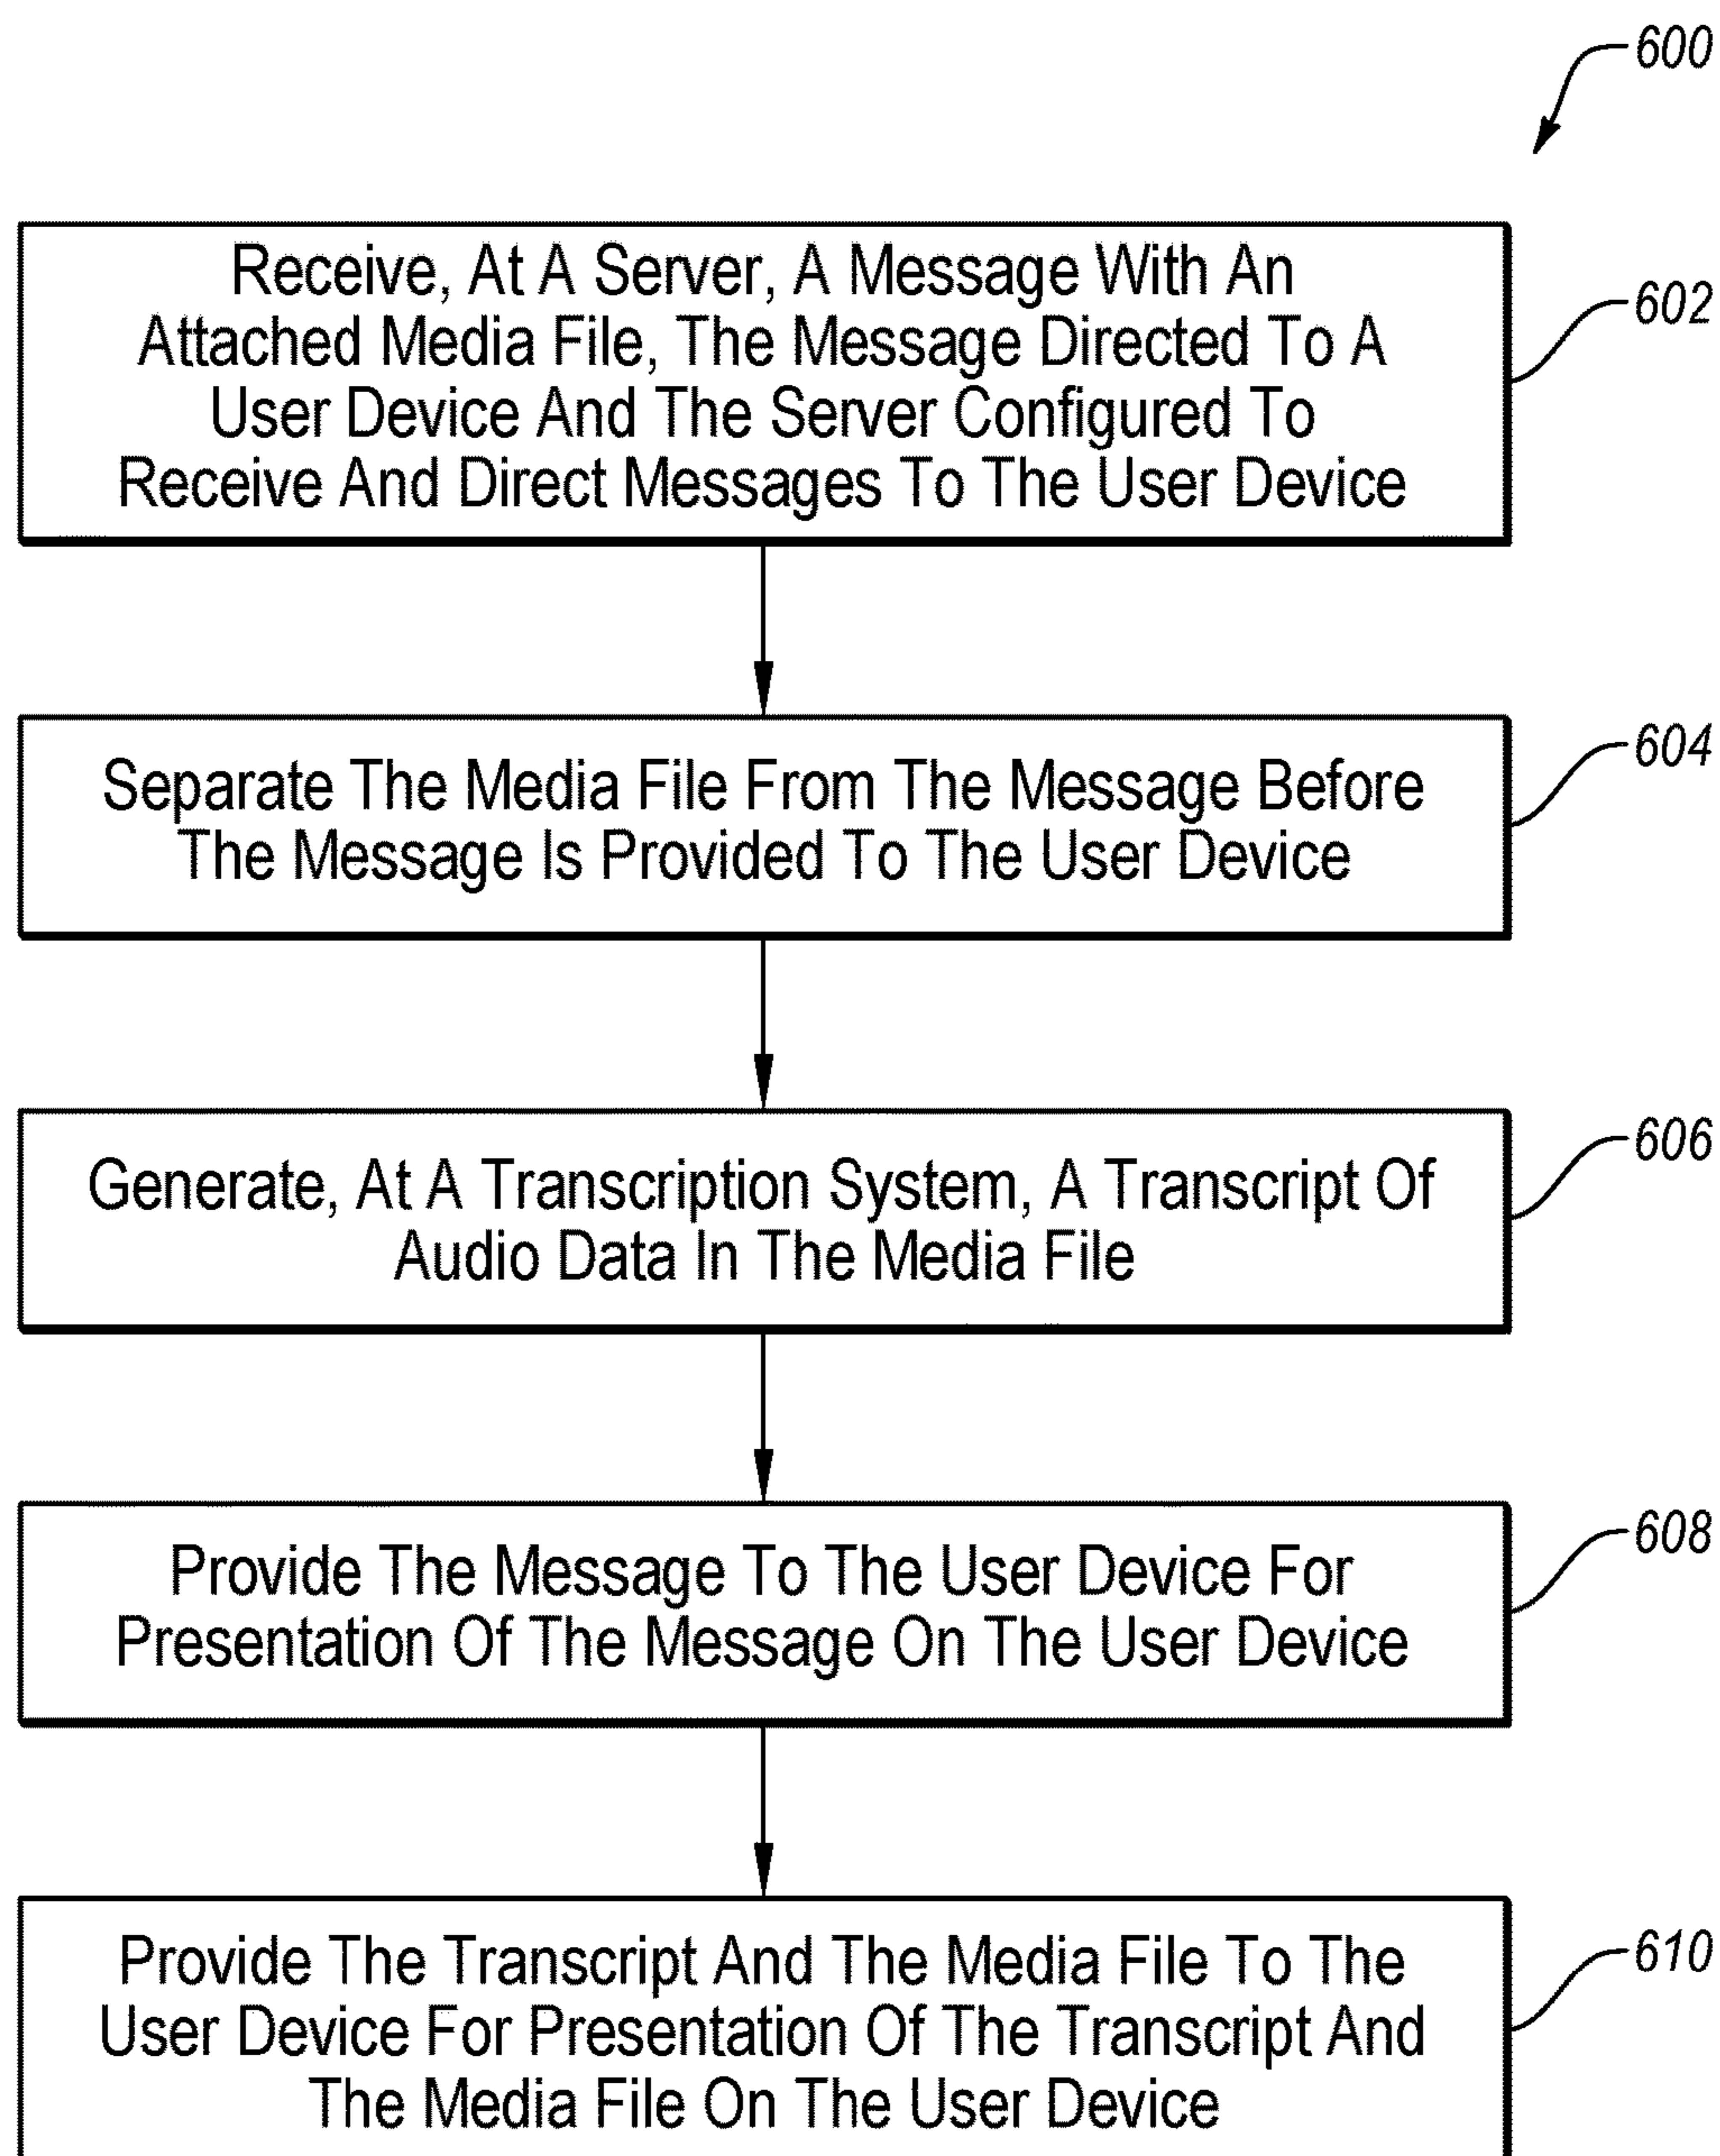 600
Receive, At A Server, A Message With An
Attached Media File, The Message Directed To A
User Device And The Server Configured To
Receive And Direct Messages To The User Device
602
Separate The Media File From The Message Before
The Message Is Provided To The User Device
604
Generate, At A Transcription System, A Transcript Of
Audio Data In The Media File
606
Provide The Message To The User Device For
Presentation Of The Message On The User Device
608
Provide The Transcript And The Media File To The
User Device For Presentation Of The Transcript And
The Media File On The User Device
610